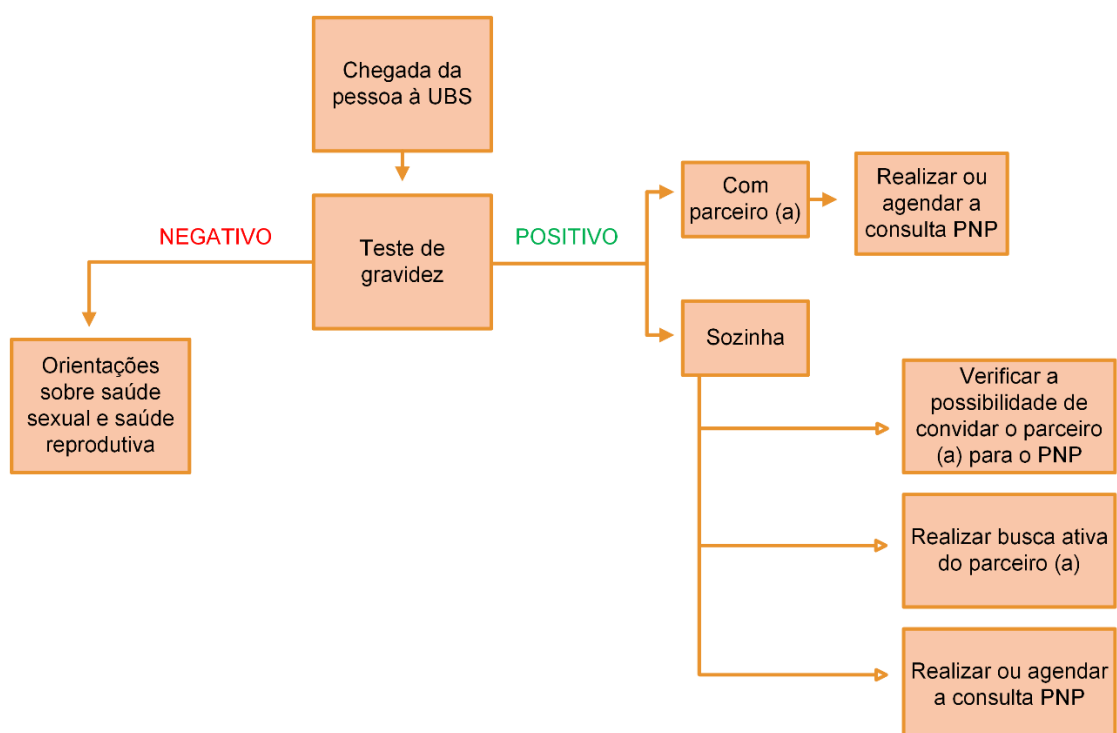 Chegada da
pessoa à UBS
Com
parceiro (a)
Realizar ou
agendar a
consulta PNP
NEGATIVO
Teste de
gravidez
POSITIVO
Sozinha
Orientações
sobre saúde
sexual e saúde
reprodutiva
Verificar a
possibilidade de
convidar o parceiro
(a) para o PNP
Realizar busca ativa
do parceiro (a)
Realizar ou agendar
a consulta PNP